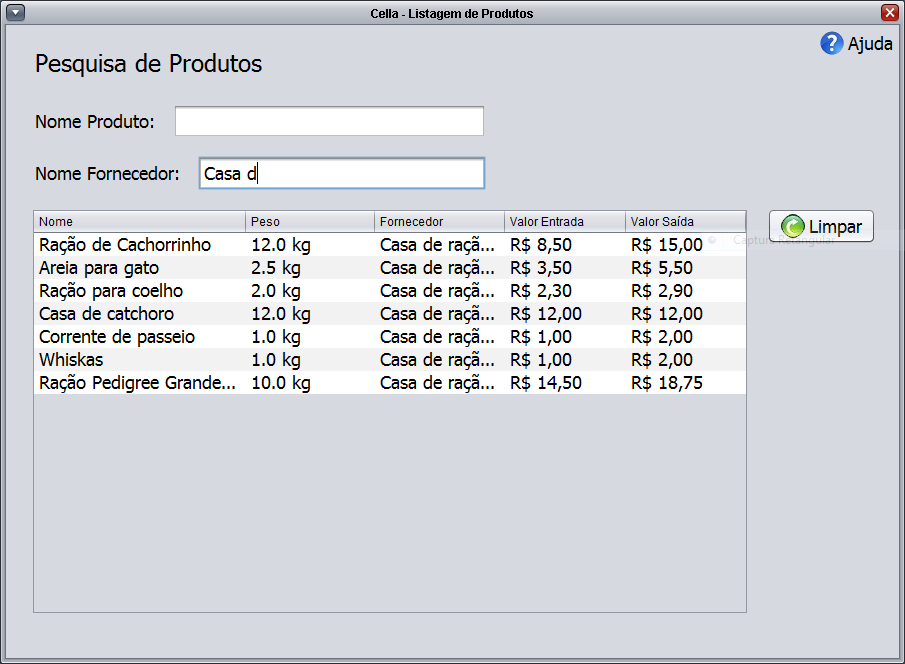 Cella - Listagem de Produtos
Ajuda
Pesquisa de Produtos
Nome Produto:
Nome Fornecedor: Casa d
Nome Peso Fornecedor Valor Entrada Valor Saída
Limpar
Ração de Cachorrinho 12.0 kg Casa de raçã... R$ 8,50 R$ 15,00
Captura Retangular
Areia para gato 2.5 kg Casa de raçã... R$ 3,50 R$ 5,50
Ração para coelho 2.0 kg Casa de raçã... R$ 2,30 R$ 2,90
Casa de catchoro 12.0 kg Casa de raçã... R$ 12,00 R$ 12,00
Corrente de passeio 1.0 kg Casa de raçã... R$ 1,00 R$ 2,00
Whiskas 1.0 kg Casa de raçã... R$ 1,00 R$ 2,00
Ração Pedigree Grande... 10.0 kg Casa de raçã... R$ 14,50 R$ 18,75